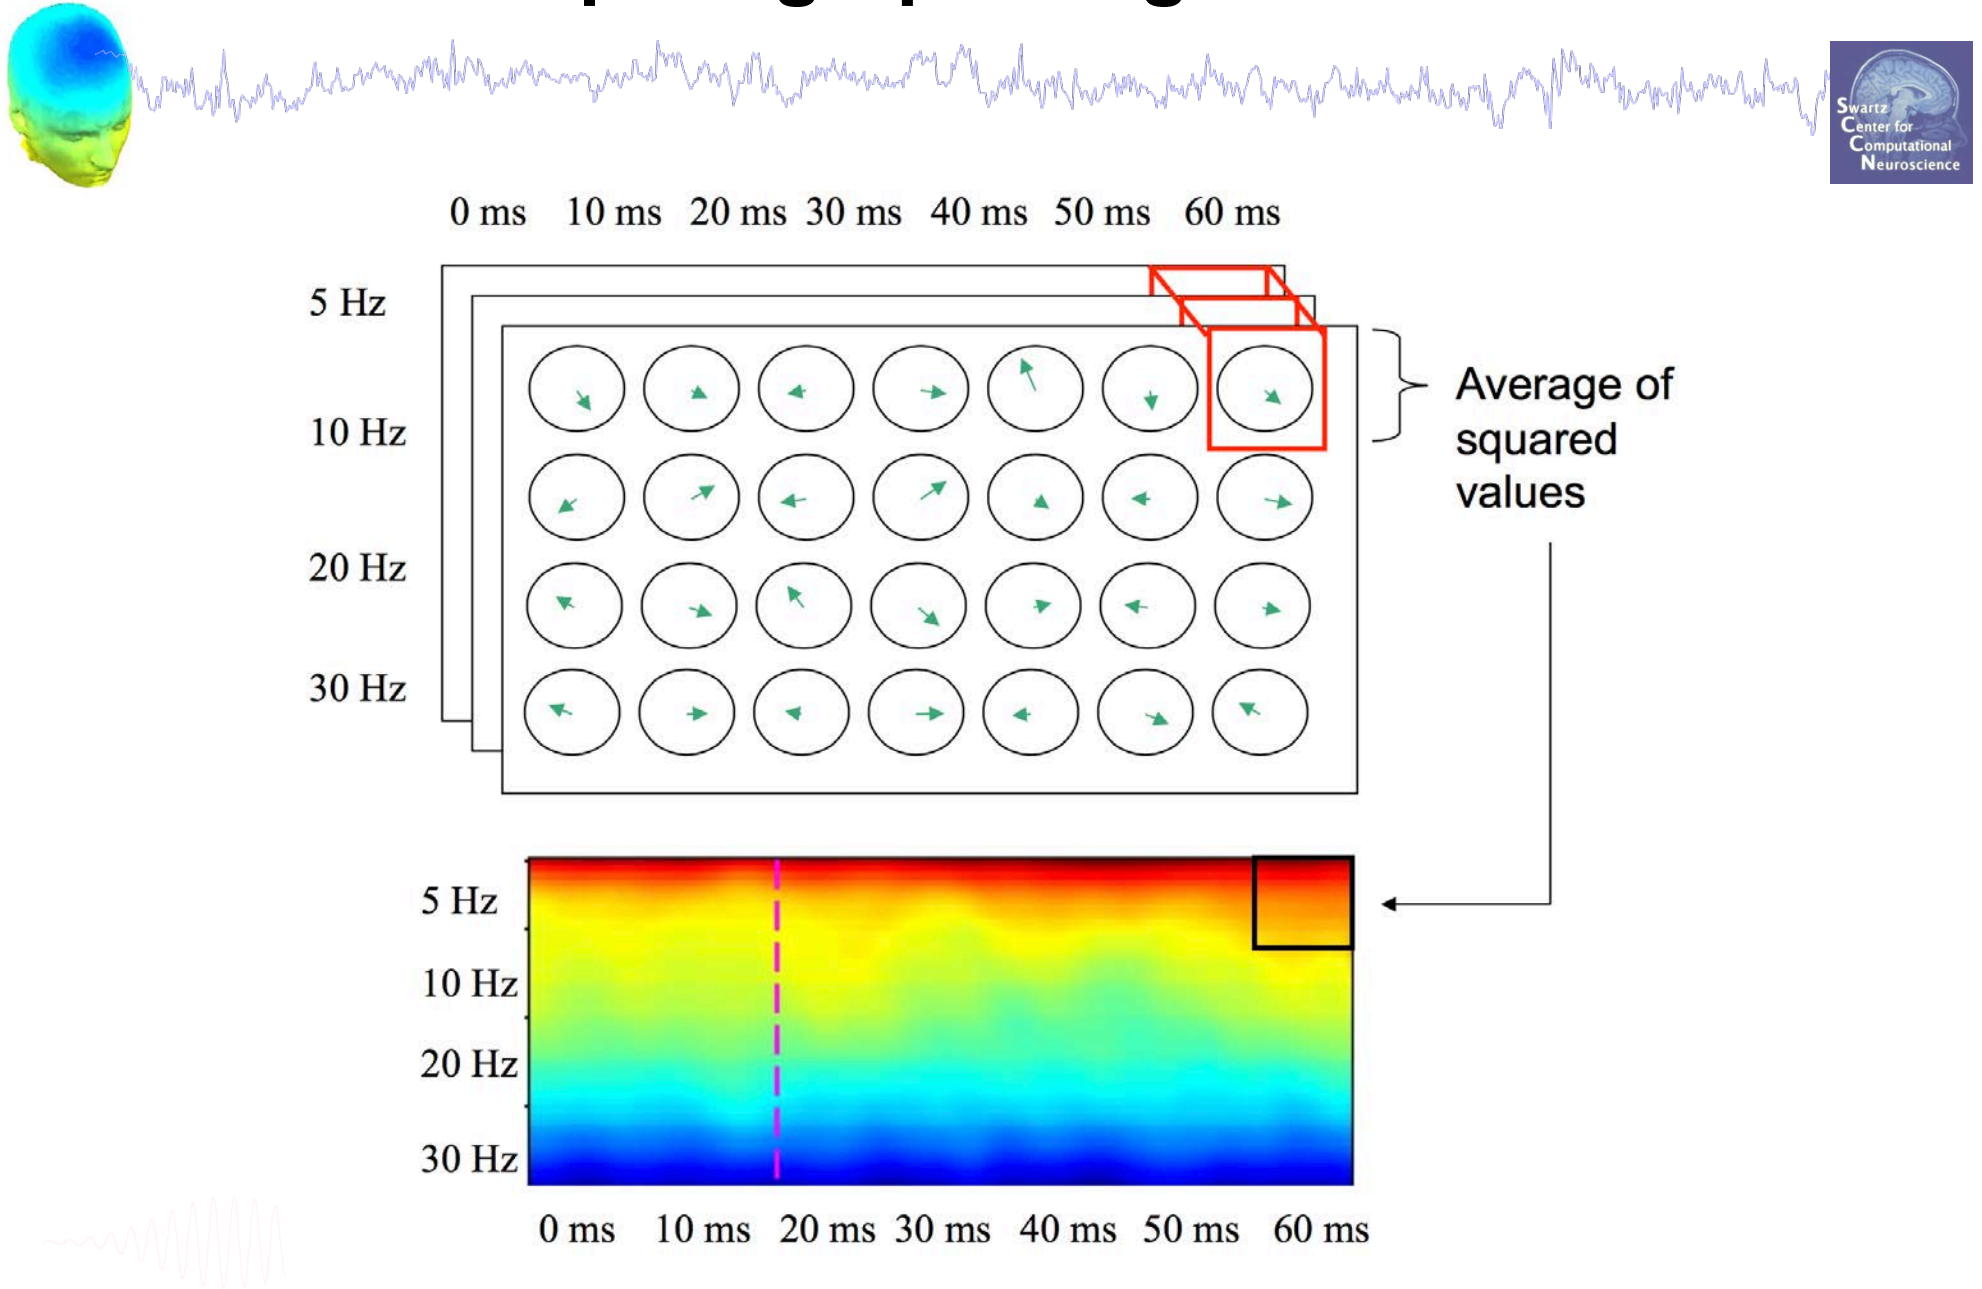 Swartz
Center for
Computational
Neuroscience
0 ms 10 ms 20 ms 30 ms 40 ms 50 ms 60 ms
5 Hz
10 Hz
20 Hz
30 Hz
Average of
squared
values
5 Hz
10 Hz
20 Hz
30 Hz
0 ms 10 ms 20 ms 30 ms 40 ms 50 ms 60 ms